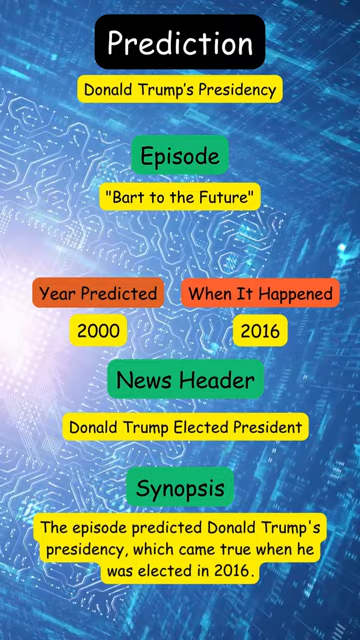 Prediction
Donald Trump's Presidency
Episode
"Bart to the Future"
Year Predicted When It Happened
2000 2016
News Header
Donald Trump Elected President
Synopsis
The episode predicted Donald Trump's
presidency, which came true when he
was elected in 2016.